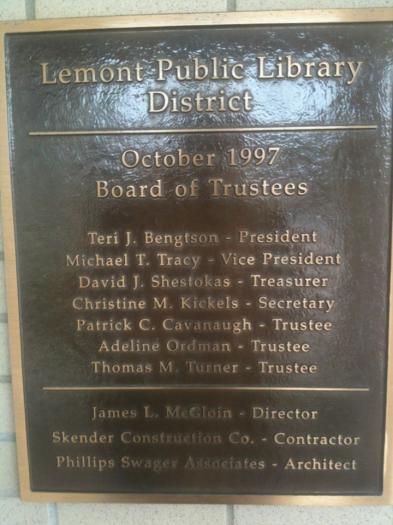 Lemont Public Library
District
October 1997
Board of Trustees
Teri J. Bengtson - President
Michael T. Tracy - Vice President
David J. Shestokas - Treasurer
Christine M. Kickels - Secretary
Patrick C. Cavanaugh - Trustee
Adeline Ordman - Trustee
Thomas M. Turner - Trustee
James L. McGloin - Director
Skender Construction Co. - Contractor
Phillips Swager Associates - Architect